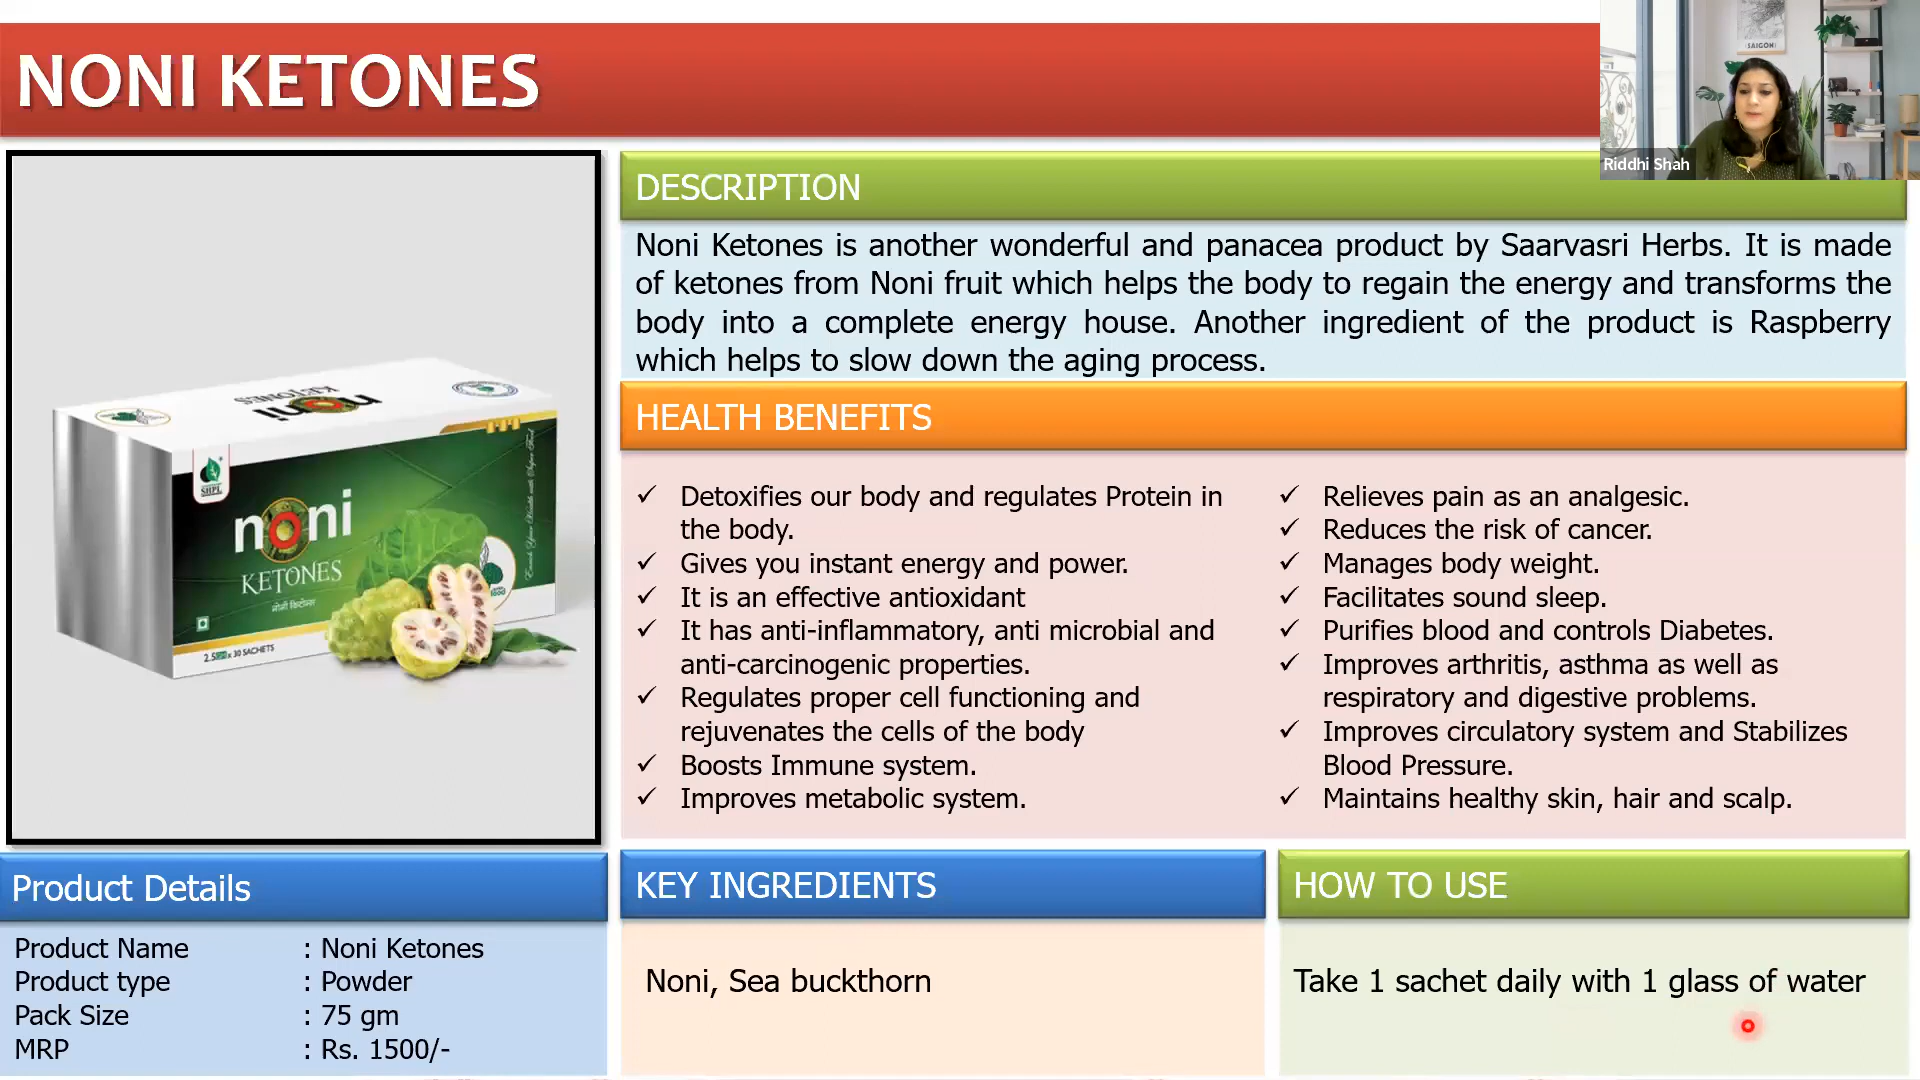 NONI KETONES
SAIGON
Riddhi Shah
DESCRIPTION
Noni Ketones is another wonderful and panacea product by Saarvasri Herbs. It is made
of ketones from Noni fruit which helps the body to regain the energy and transforms the
body into a complete energy house. Another ingredient of the product is Raspberry
which helps to slow down the aging process.
HEALTH BENEFITS
Detoxifies our body and regulates Protein in
the body.
Gives you instant energy and power.
It is an effective antioxidant
It has anti-inflammatory, anti microbial and
anti-carcinogenic properties.
Regulates proper cell functioning and
rejuvenates the cells of the body
Boosts Immune system.
Improves metabolic system.
Relieves pain as an analgesic.
Reduces the risk of cancer.
Manages body weight.
Facilitates sound sleep.
Purifies blood and controls Diabetes.
Improves arthritis, asthma as well as
respiratory and digestive problems.
Improves circulatory system and Stabilizes
Blood Pressure.
Maintains healthy skin, hair and scalp.
noni
KETONES
SHPL
noni
KETONES
नोनी किटोन्स
2.5gm x 30 SACHETS
Product Details
Product Name : Noni Ketones
Product type : Powder
Pack Size : 75 gm
MRP : Rs. 1500/-
KEY INGREDIENTS
Noni, Sea buckthorn
HOW TO USE
Take 1 sachet daily with 1 glass of water